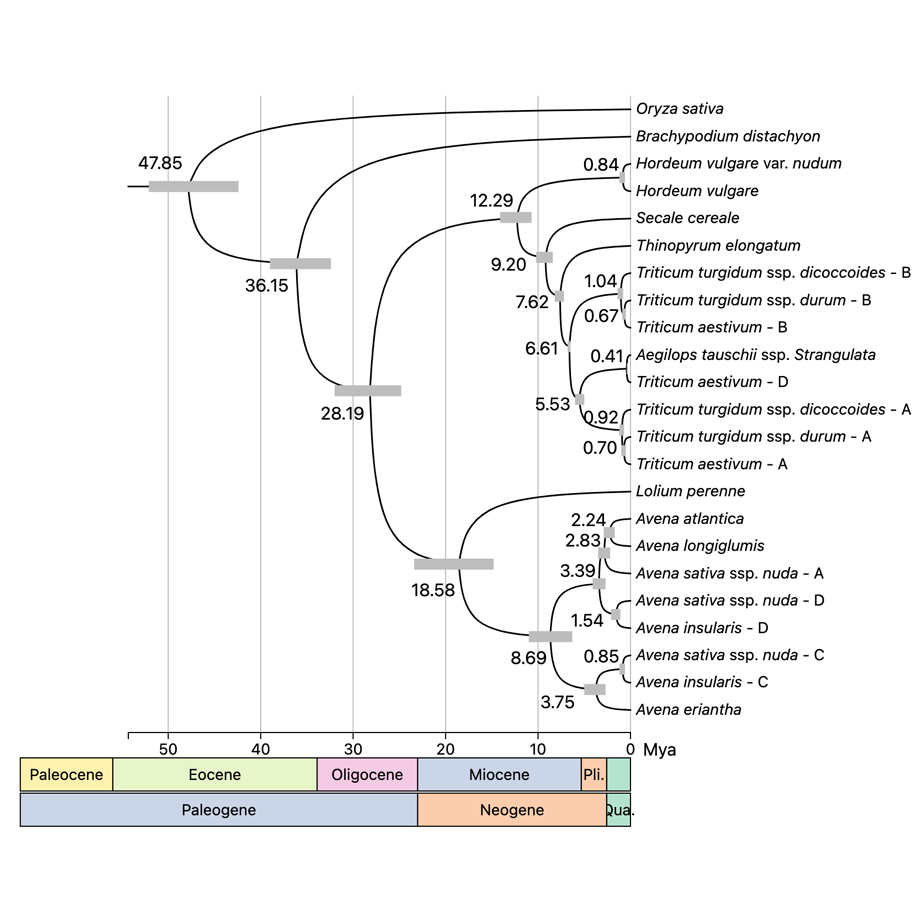 Oryza sativa
Brachypodium distachyon
47.85
0.84
Hordeum vulgare var. nudum
Hordeum vulgare
12.29
Secale cereale
Thinopyrum elongatum
9.20
36.15
Triticum turgidum ssp. dicoccoides - B
1.04
7.62
Triticum turgidum ssp. durum - B
0.67
Triticum aestivum - B
6.61
0.41
Aegilops tauschii ssp. Strangulata
Triticum aestivum - D
5.53
28.19
Triticum turgidum ssp. dicoccoides - A
0.92
Triticum turgidum ssp. durum - A
0.70
Triticum aestivum - A
Lolium perenne
2.24
Avena atlantica
2.83
Avena longiglumis
3.39
Avena sativa ssp. nuda - A
18.58
Avena sativa ssp. nuda - D
1.54
Avena insularis - D
8.69
0.85
Avena sativa ssp. nuda - C
Avena insularis - C
3.75
Avena eriantha
50 40 30 20 10 0 Mya
Paleocene Eocene Oligocene Miocene Pli.
Paleogene Neogene Qua.